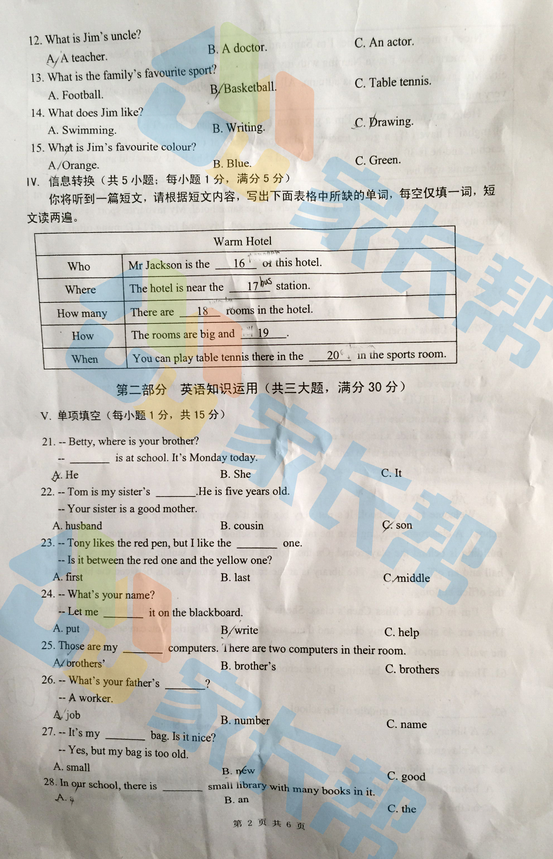 12. What is Jim's uncle?
A. A teacher. B. A doctor. C. An actor.
13. What is the family's favourite sport?
A. Football. B. Basketball. C. Table tennis.
14. What does Jim like?
A. Swimming. B. Writing. C. Drawing.
15. What is Jim's favourite colour?
A. Orange. B. Blue. C. Green.
IV. 信息转换（共5小题；每小题1分，满分5分）
你将听到一篇短文，请根据短文内容，写出下面表格中所缺的单词，每空仅填一词，短
文读两遍。
Warm Hotel
Who Mr Jackson is the 16 of this hotel.
Where The hotel is near the 17 bus station.
How many There are 18 rooms in the hotel.
How The rooms are big and 19 .
When You can play table tennis there in the 20 in the sports room.
第二部分 英语知识运用（共三大题，满分30分）
V. 单项填空（每小题1分，共15分）
21. -- Betty, where is your brother?
-- ______ is at school. It's Monday today.
A. He B. She C. It
22. -- Tom is my sister's ______.He is five years old.
-- Your sister is a good mother.
A. husband B. cousin C. son
23. -- Tony likes the red pen, but I like the ______ one.
-- Is it between the red one and the yellow one?
A. first B. last C. middle
24. -- What's your name?
-- Let me ______ it on the blackboard.
A. put B. write C. help
25. Those are my ______ computers. There are two computers in their room.
A. brothers' B. brother's C. brothers
26. -- What's your father's ______?
-- A worker.
A. job B. number C. name
27. -- It's my ______ bag. Is it nice?
-- Yes, but my bag is too old.
A. small B. new C. good
28. In our school, there is ______ small library with many books in it.
A. B. an C. the
第 2 页 共 6 页
家长帮
家长帮
家长帮